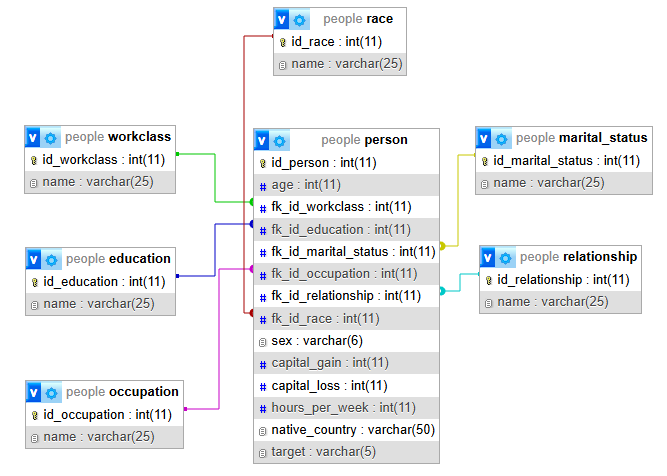 people race
id_race : int(11)
name : varchar(25)
people workclass
id_workclass : int(11)
name : varchar(25)
people education
id_education : int(11)
name : varchar(25)
people occupation
id_occupation : int(11)
name : varchar(25)
people person
id_person : int(11)
age : int(11)
fk_id_workclass : int(11)
fk_id_education : int(11)
fk_id_marital_status : int(11)
fk_id_occupation : int(11)
fk_id_relationship : int(11)
fk_id_race : int(11)
sex : varchar(6)
capital_gain : int(11)
capital_loss : int(11)
hours_per_week : int(11)
native_country : varchar(50)
target : varchar(5)
people marital_status
id_marital_status : int(11)
name : varchar(25)
people relationship
id_relationship : int(11)
name : varchar(25)